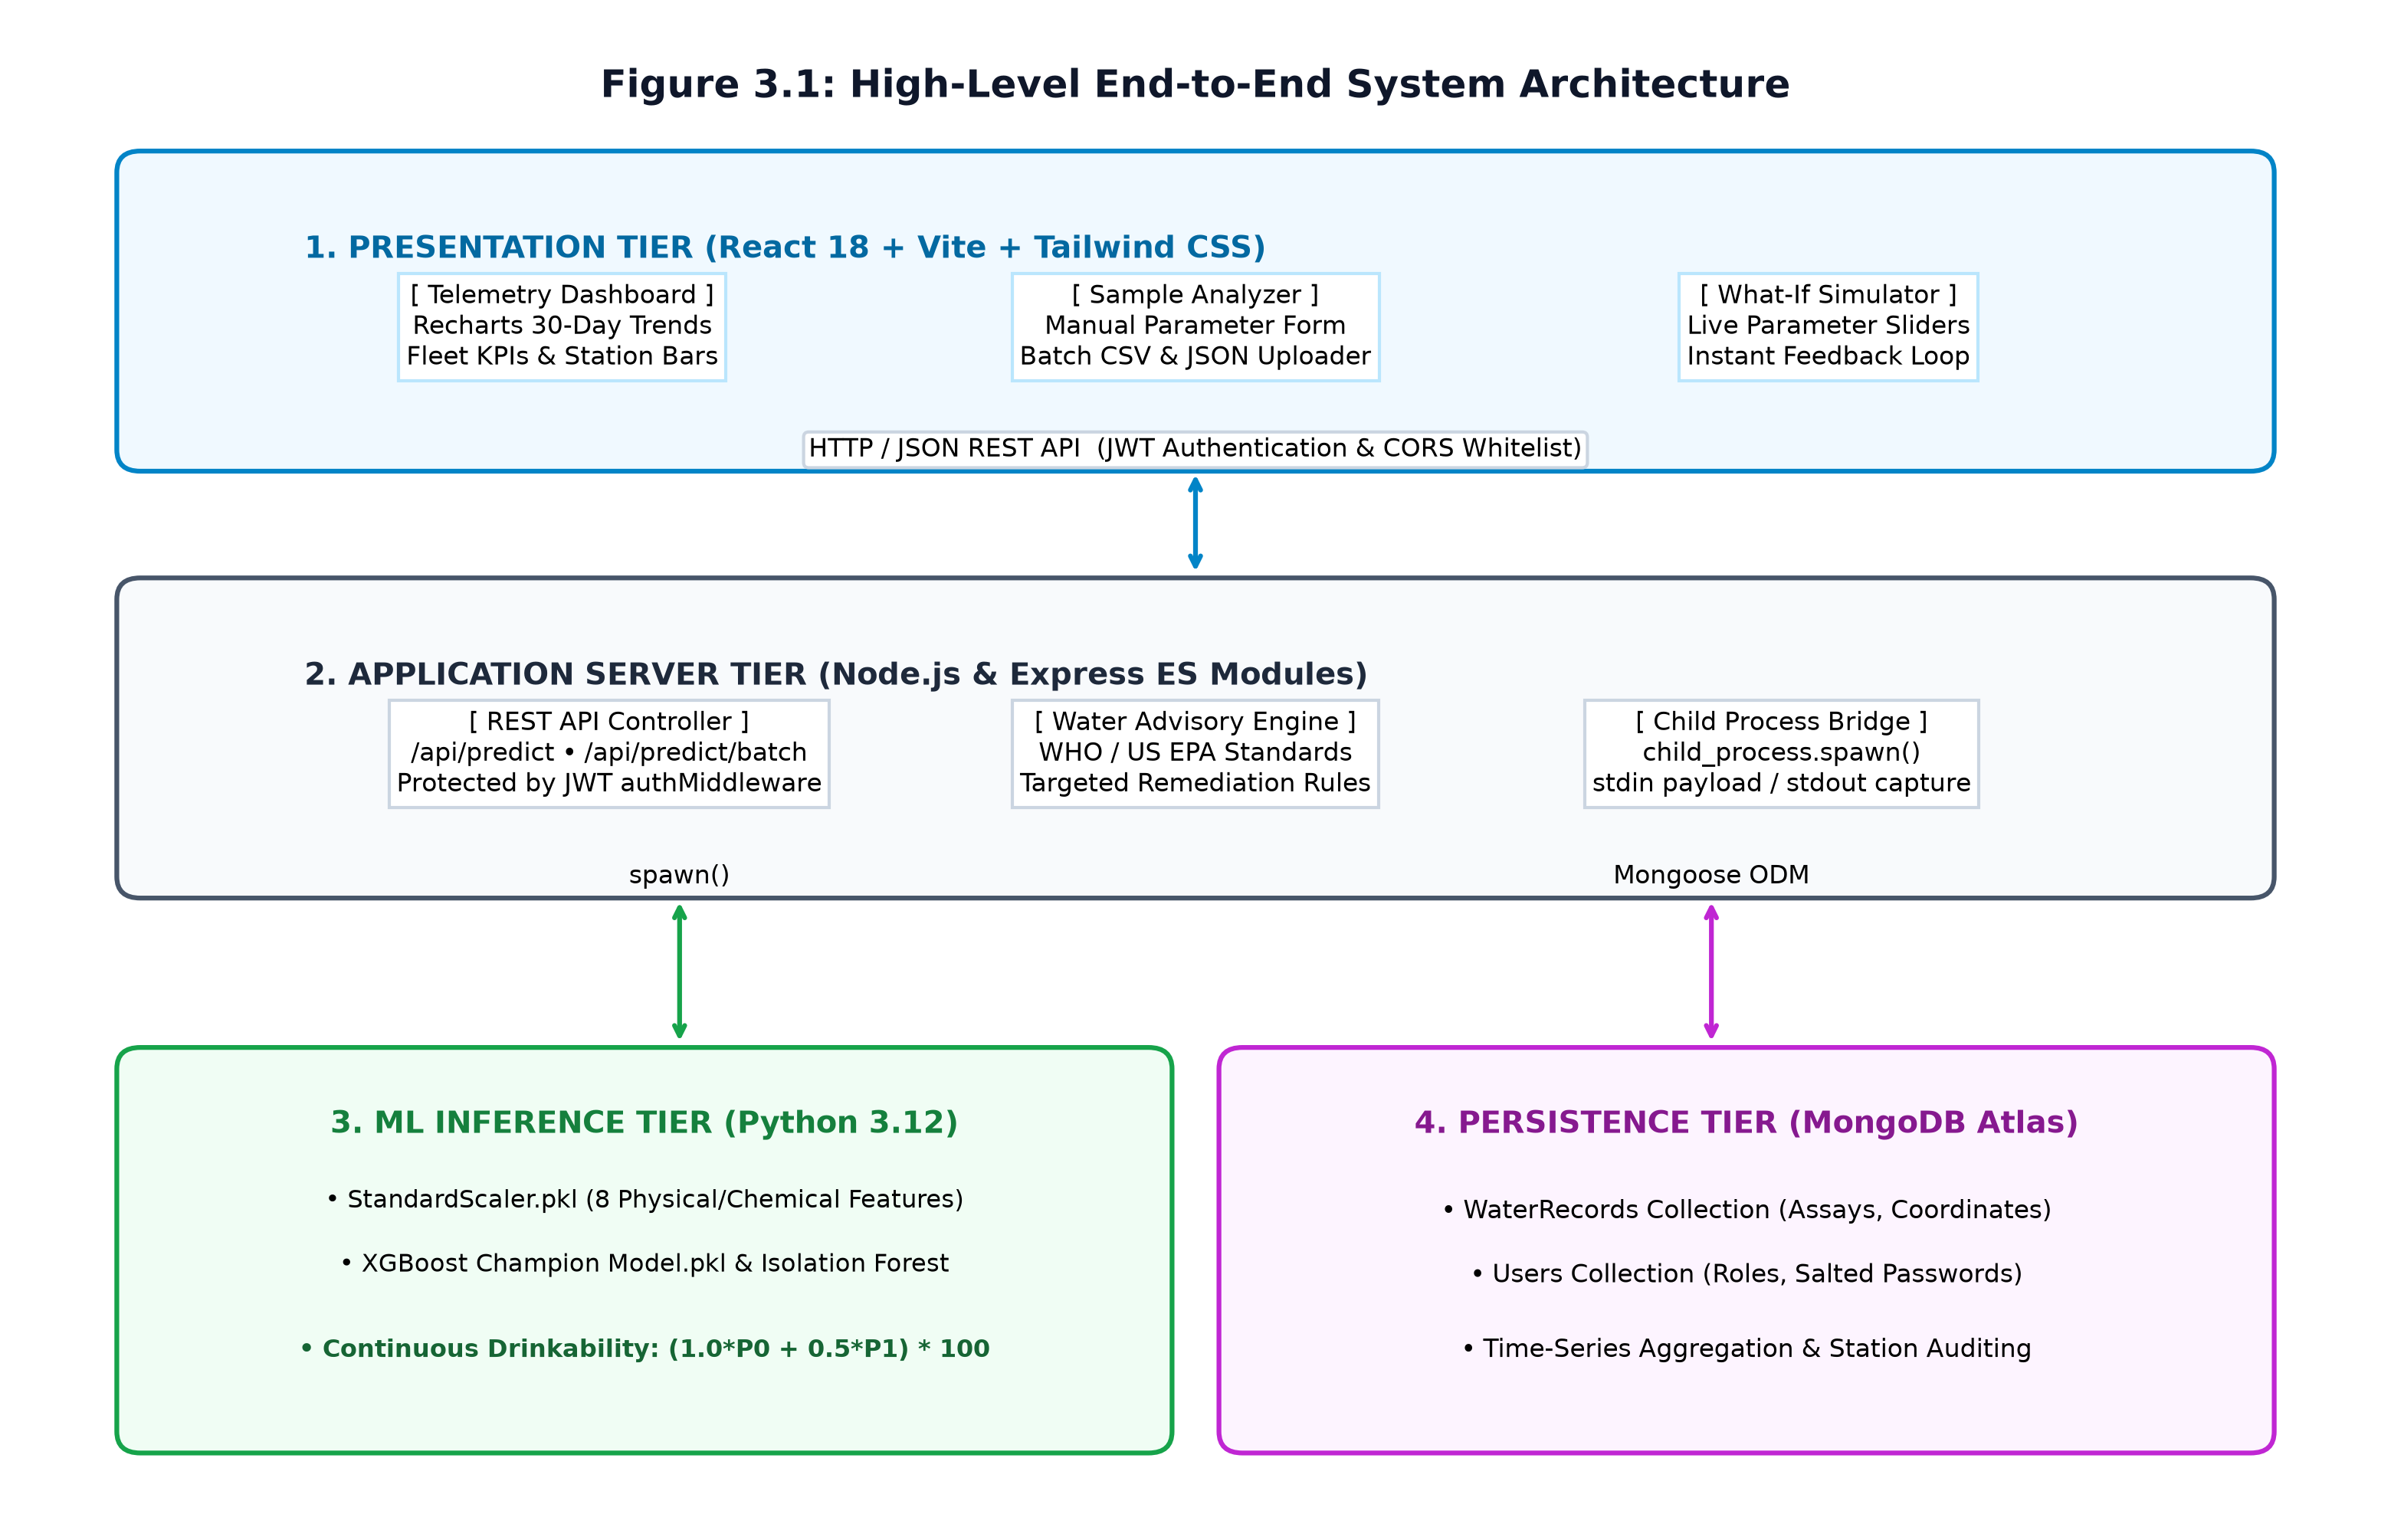 Figure 3.1: High-Level End-to-End System Architecture
1. PRESENTATION TIER (React 18 + Vite + Tailwind CSS)
[ Telemetry Dashboard ]
Recharts 30-Day Trends
Fleet KPIs & Station Bars
[ Sample Analyzer ]
Manual Parameter Form
Batch CSV & JSON Uploader
[ What-If Simulator ]
Live Parameter Sliders
Instant Feedback Loop
HTTP / JSON REST API  (JWT Authentication & CORS Whitelist)
2. APPLICATION SERVER TIER (Node.js & Express ES Modules)
[ REST API Controller ]
/api/predict • /api/predict/batch
Protected by JWT authMiddleware
[ Water Advisory Engine ]
WHO / US EPA Standards
Targeted Remediation Rules
[ Child Process Bridge ]
child_process.spawn()
stdin payload / stdout capture
spawn()
Mongoose ODM
3. ML INFERENCE TIER (Python 3.12)
• StandardScaler.pkl (8 Physical/Chemical Features)
• XGBoost Champion Model.pkl & Isolation Forest
• Continuous Drinkability: (1.0*P0 + 0.5*P1) * 100
4. PERSISTENCE TIER (MongoDB Atlas)
• WaterRecords Collection (Assays, Coordinates)
• Users Collection (Roles, Salted Passwords)
• Time-Series Aggregation & Station Auditing